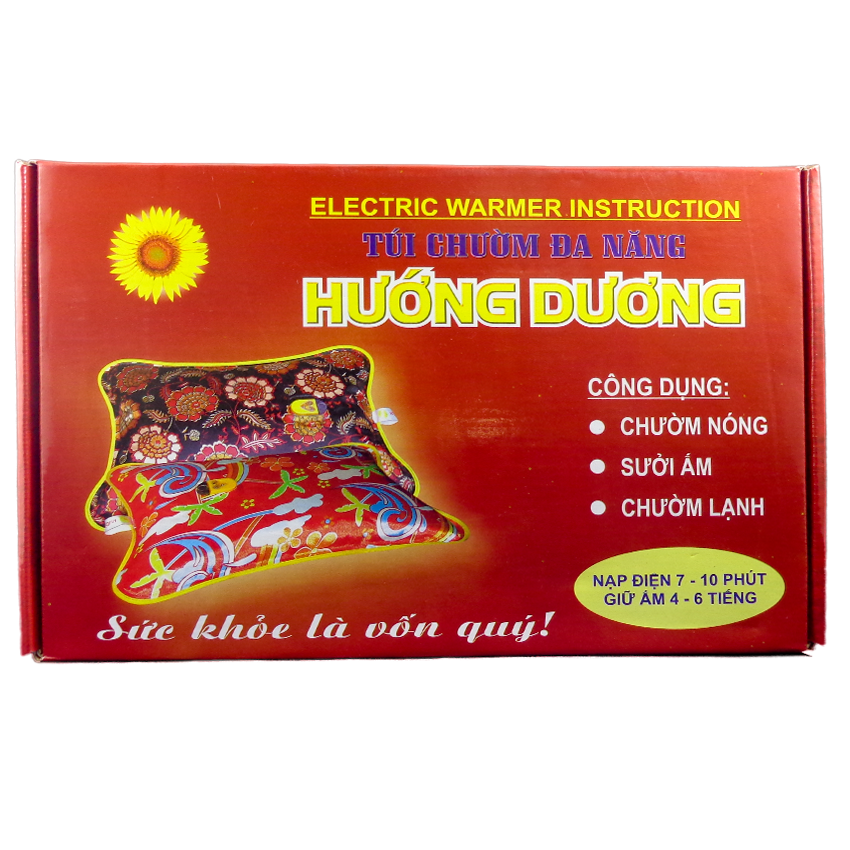 ELECTRIC WARMER INSTRUCTION
TÚI CHƯỜM ĐA NĂNG
HƯỚNG DƯƠNG
CÔNG DỤNG:
CHƯỜM NÓNG
SƯỞI ẤM
CHƯỜM LẠNH
NẠP ĐIỆN 7 - 10 PHÚT
GIỮ ẤM 4 - 6 TIẾNG
Sức khỏe là vốn quý!